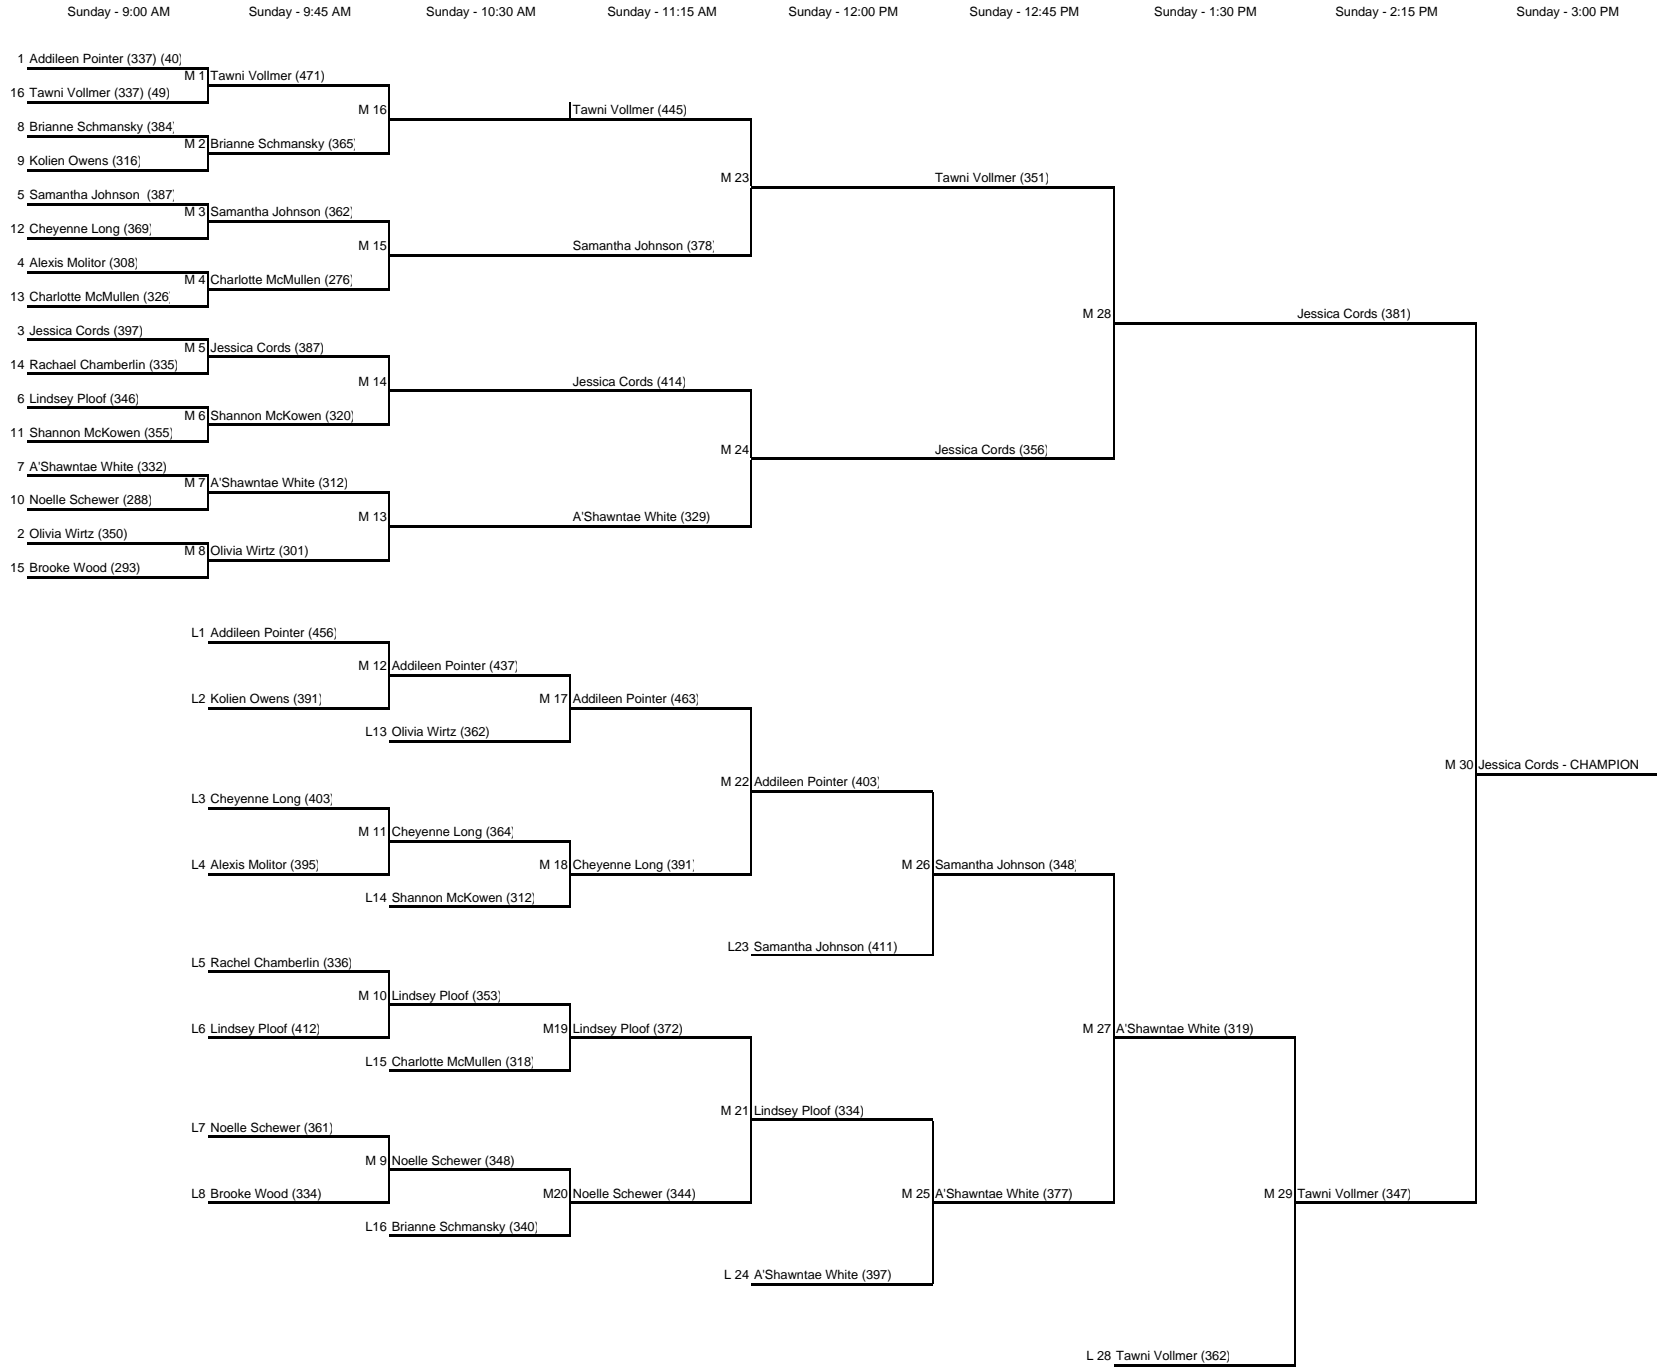 Sunday - 9:00 AM Sunday - 9:45 AM Sunday - 10:30 AM Sunday - 11:15 AM Sunday - 12:00 PM Sunday - 12:45 PM Sunday - 1:30 PM Sunday - 2:15 PM Sunday - 3:00 PM
1 Addileen Pointer (337) (40)
M 1 Tawni Vollmer (471)
16 Tawni Vollmer (337) (49)
M 16 Tawni Vollmer (445)
8 Brianne Schmansky (384)
M 2 Brianne Schmansky (365)
9 Kolien Owens (316)
M 23 Tawni Vollmer (351)
5 Samantha Johnson (387)
M 3 Samantha Johnson (362)
12 Cheyenne Long (369)
M 15 Samantha Johnson (378)
4 Alexis Molitor (308)
M 4 Charlotte McMullen (276)
13 Charlotte McMullen (326)
M 28 Jessica Cords (381)
3 Jessica Cords (397)
M 5 Jessica Cords (387)
14 Rachael Chamberlin (335)
M 14 Jessica Cords (414)
6 Lindsey Ploof (346)
M 6 Shannon McKowen (320)
11 Shannon McKowen (355)
M 24 Jessica Cords (356)
7 A'Shawntae White (332)
M 7 A'Shawntae White (312)
10 Noelle Schewer (288)
M 13 A'Shawntae White (329)
2 Olivia Wirtz (350)
M 8 Olivia Wirtz (301)
15 Brooke Wood (293)
L1 Addileen Pointer (456)
M 12 Addileen Pointer (437)
L2 Kolien Owens (391) M 17 Addileen Pointer (463)
L13 Olivia Wirtz (362)
M 30 Jessica Cords - CHAMPION
M 22 Addileen Pointer (403)
L3 Cheyenne Long (403)
M 11 Cheyenne Long (364)
L4 Alexis Molitor (395) M 18 Cheyenne Long (391) M 26 Samantha Johnson (348)
L14 Shannon McKowen (312)
L23 Samantha Johnson (411)
L5 Rachel Chamberlin (336)
M 10 Lindsey Ploof (353)
L6 Lindsey Ploof (412) M19 Lindsey Ploof (372) M 27 A'Shawntae White (319)
L15 Charlotte McMullen (318)
M 21 Lindsey Ploof (334)
L7 Noelle Schewer (361)
M 9 Noelle Schewer (348)
L8 Brooke Wood (334) M20 Noelle Schewer (344) M 25 A'Shawntae White (377) M 29 Tawni Vollmer (347)
L16 Brianne Schmansky (340)
L 24 A'Shawntae White (397)
L 28 Tawni Vollmer (362)